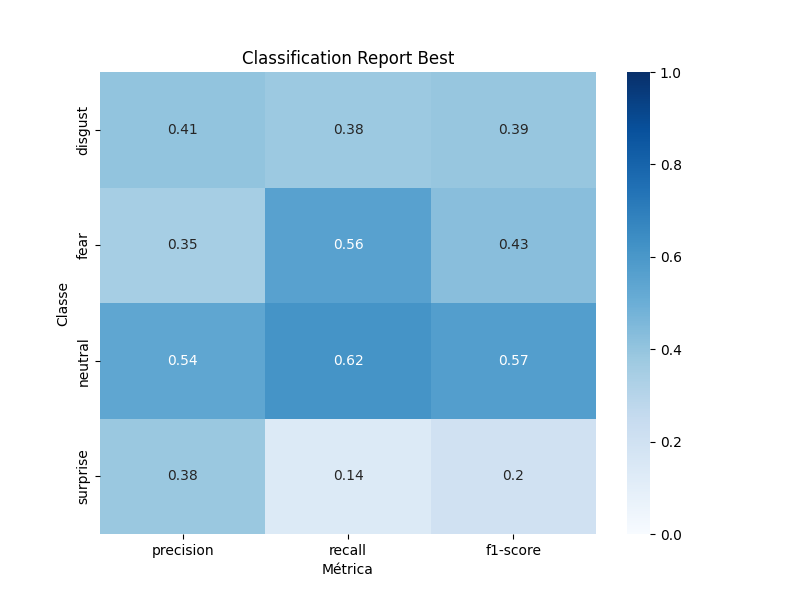 Classification Report Best
disgust 0.41 0.38 0.39
fear 0.35 0.56 0.43
neutral 0.54 0.62 0.57
surprise 0.38 0.14 0.2
Classe
precision recall f1-score
Métrica
1.0
0.8
0.6
0.4
0.2
0.0